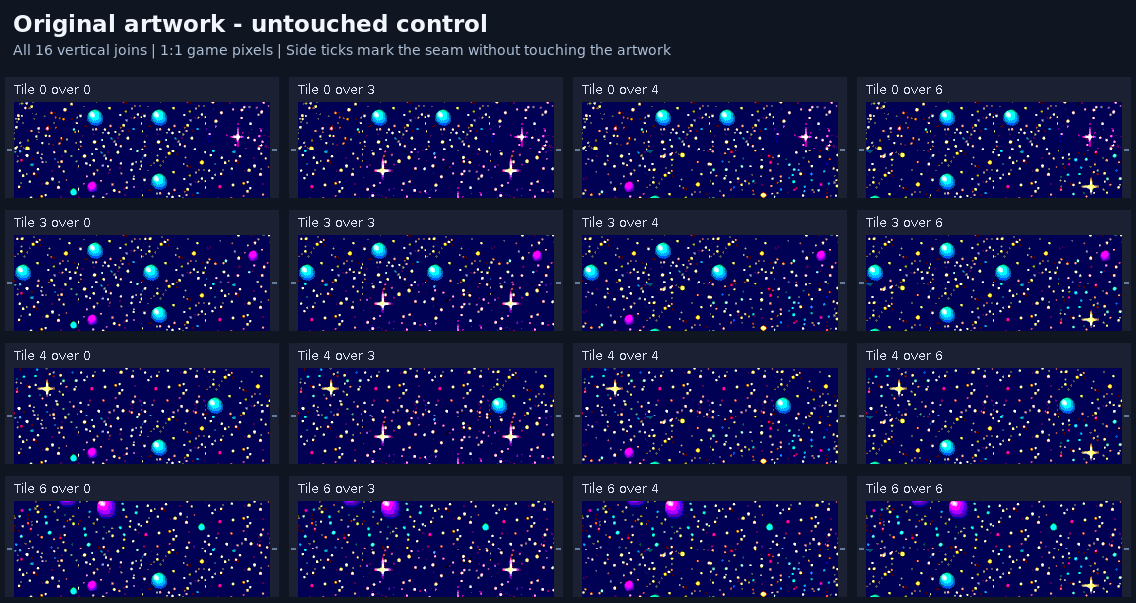 Original artwork - untouched control
All 16 vertical joins | 1:1 game pixels | Side ticks mark the seam without touching the artwork
Tile 0 over 0
Tile 0 over 3
Tile 0 over 4
Tile 0 over 6
Tile 3 over 0
Tile 3 over 3
Tile 3 over 4
Tile 3 over 6
Tile 4 over 0
Tile 4 over 3
Tile 4 over 4
Tile 4 over 6
Tile 6 over 0
Tile 6 over 3
Tile 6 over 4
Tile 6 over 6